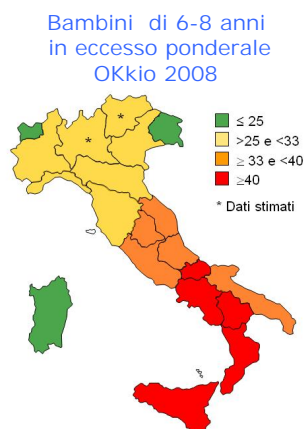 Bambini di 6-8 anni
in eccesso ponderale
OKkio 2008
≤ 25
>25 e <33
≥ 33 e <40
≥40
* Dati stimati
*
*